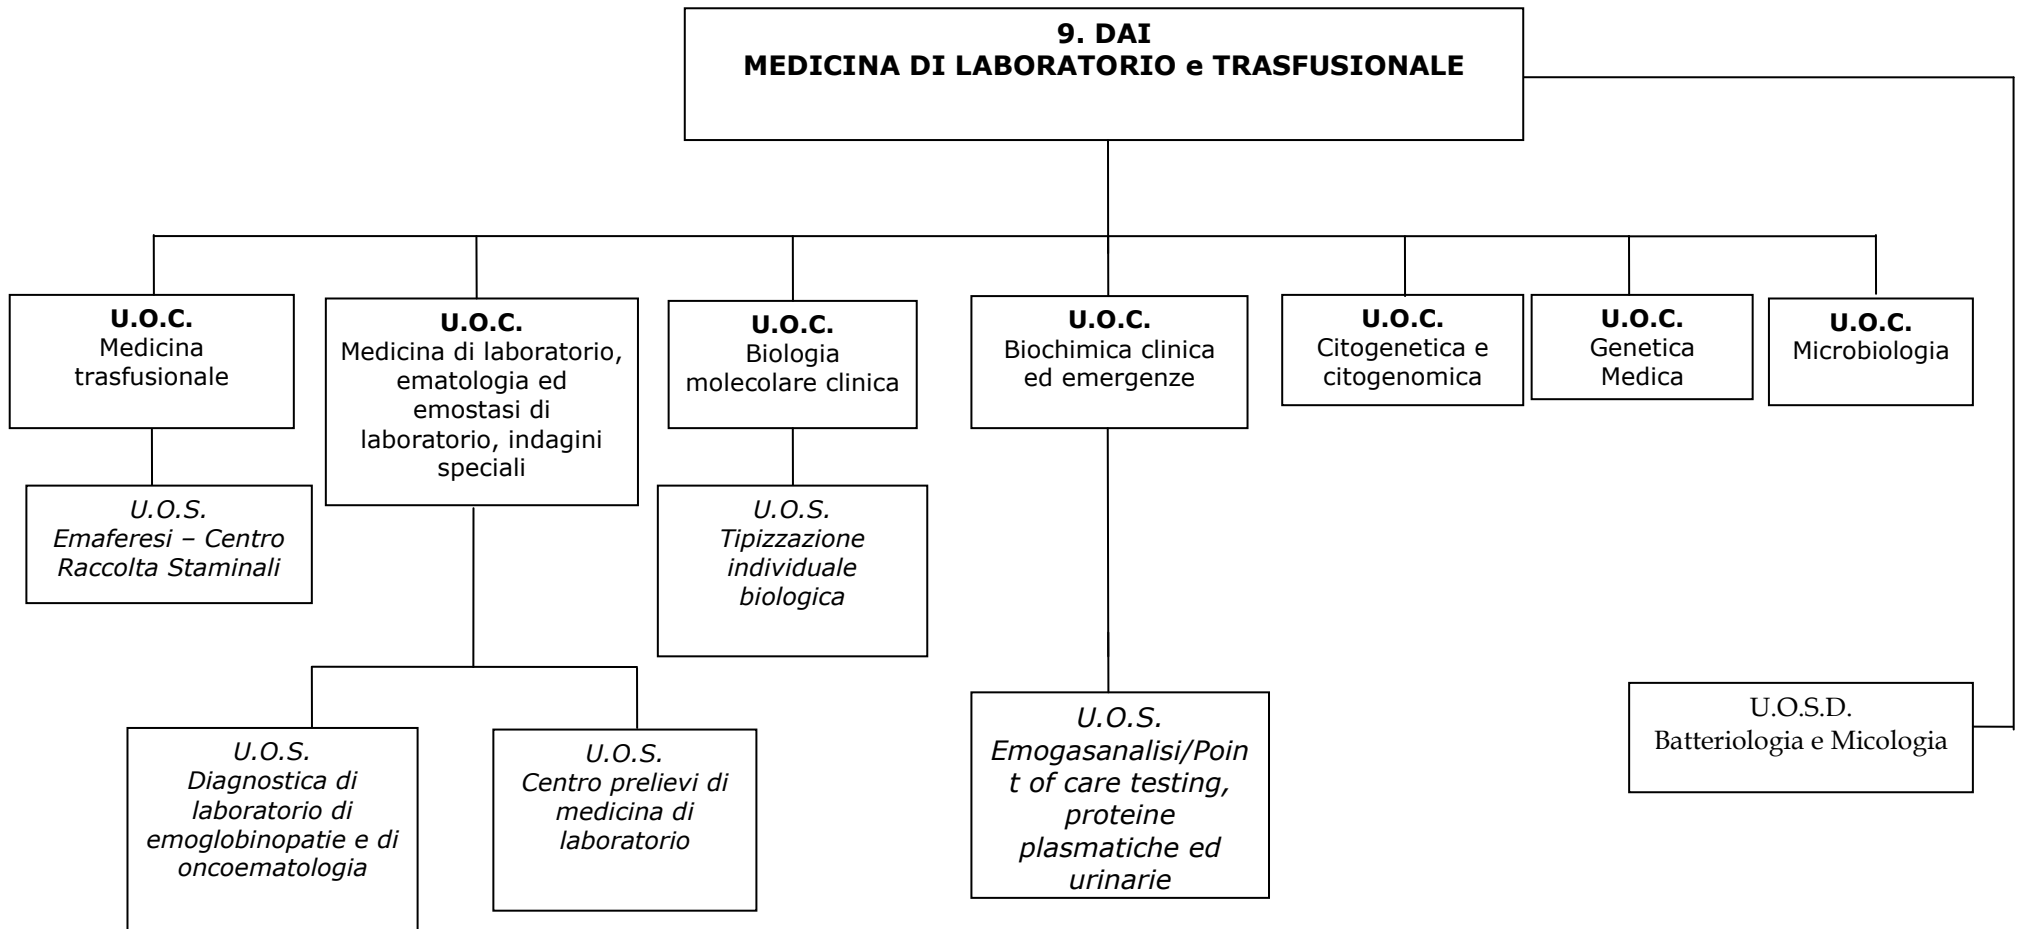 9. DAI
MEDICINA DI LABORATORIO e TRASFUSIONALE
U.O.C.
Medicina
trasfusionale
U.O.C.
Medicina di laboratorio,
ematologia ed
emostasi di
laboratorio, indagini
speciali
U.O.C.
Biologia
molecolare clinica
U.O.C.
Biochimica clinica
ed emergenze
U.O.C.
Citogenetica e
citogenomica
U.O.C.
Genetica
Medica
U.O.C.
Microbiologia
U.O.S.
Emaferesi – Centro
Raccolta Staminali
U.O.S.
Tipizzazione
individuale
biologica
U.O.S.
Diagnostica di
laboratorio di
emoglobinopatie e di
oncoematologia
U.O.S.
Centro prelievi di
medicina di
laboratorio
U.O.S.
Emogasanalisi/Poin
t of care testing,
proteine
plasmatiche ed
urinarie
U.O.S.D.
Batteriologia e Micologia